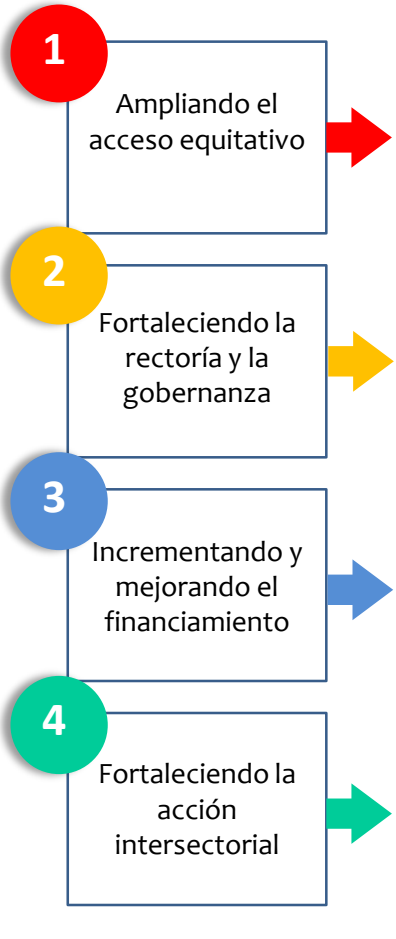 1
Ampliando el
acceso equitativo
2
Fortaleciendo la
rectoría y la
gobernanza
3
Incrementando y
mejorando el
financiamiento
4
Fortaleciendo la
acción
intersectorial